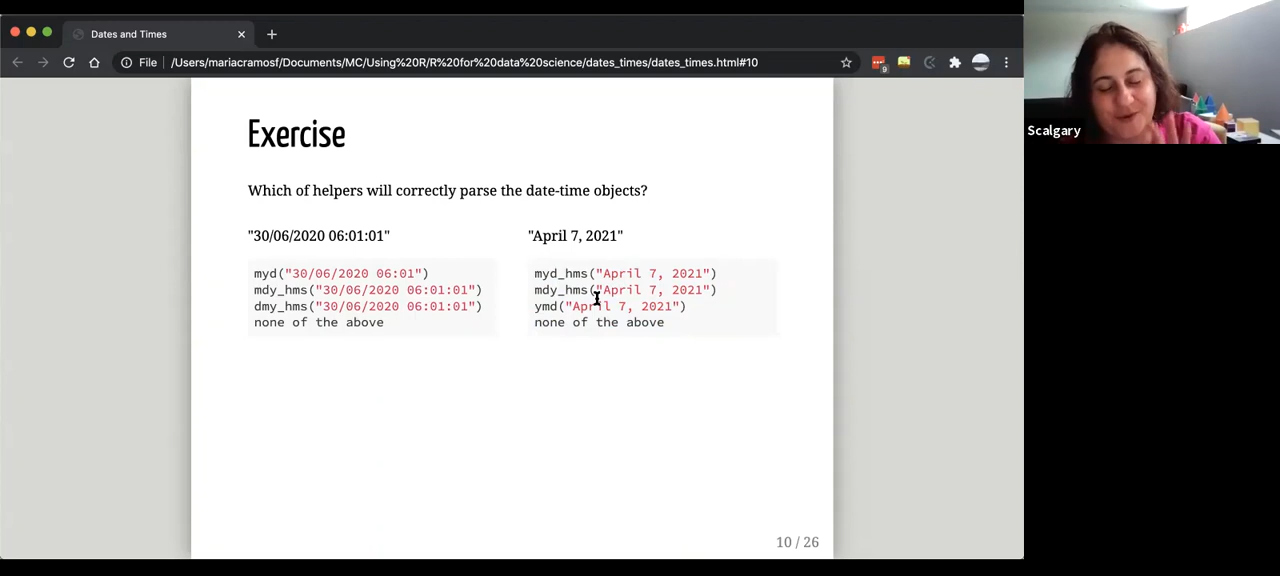 Dates and Times
File
/Users/mariacramosf/Documents/MC/Using%20R/R%20for%20data%20science/dates_times/dates_times.html#10
9
Scalgary
Exercise
Which of helpers will correctly parse the date-time objects?
"30/06/2020 06:01:01"
myd("30/06/2020 06:01")
mdy_hms("30/06/2020 06:01:01")
dmy_hms("30/06/2020 06:01:01")
none of the above
"April 7, 2021"
myd_hms("April 7, 2021")
mdy_hms("April 7, 2021")
ymd("April 7, 2021")
none of the above
10 / 26